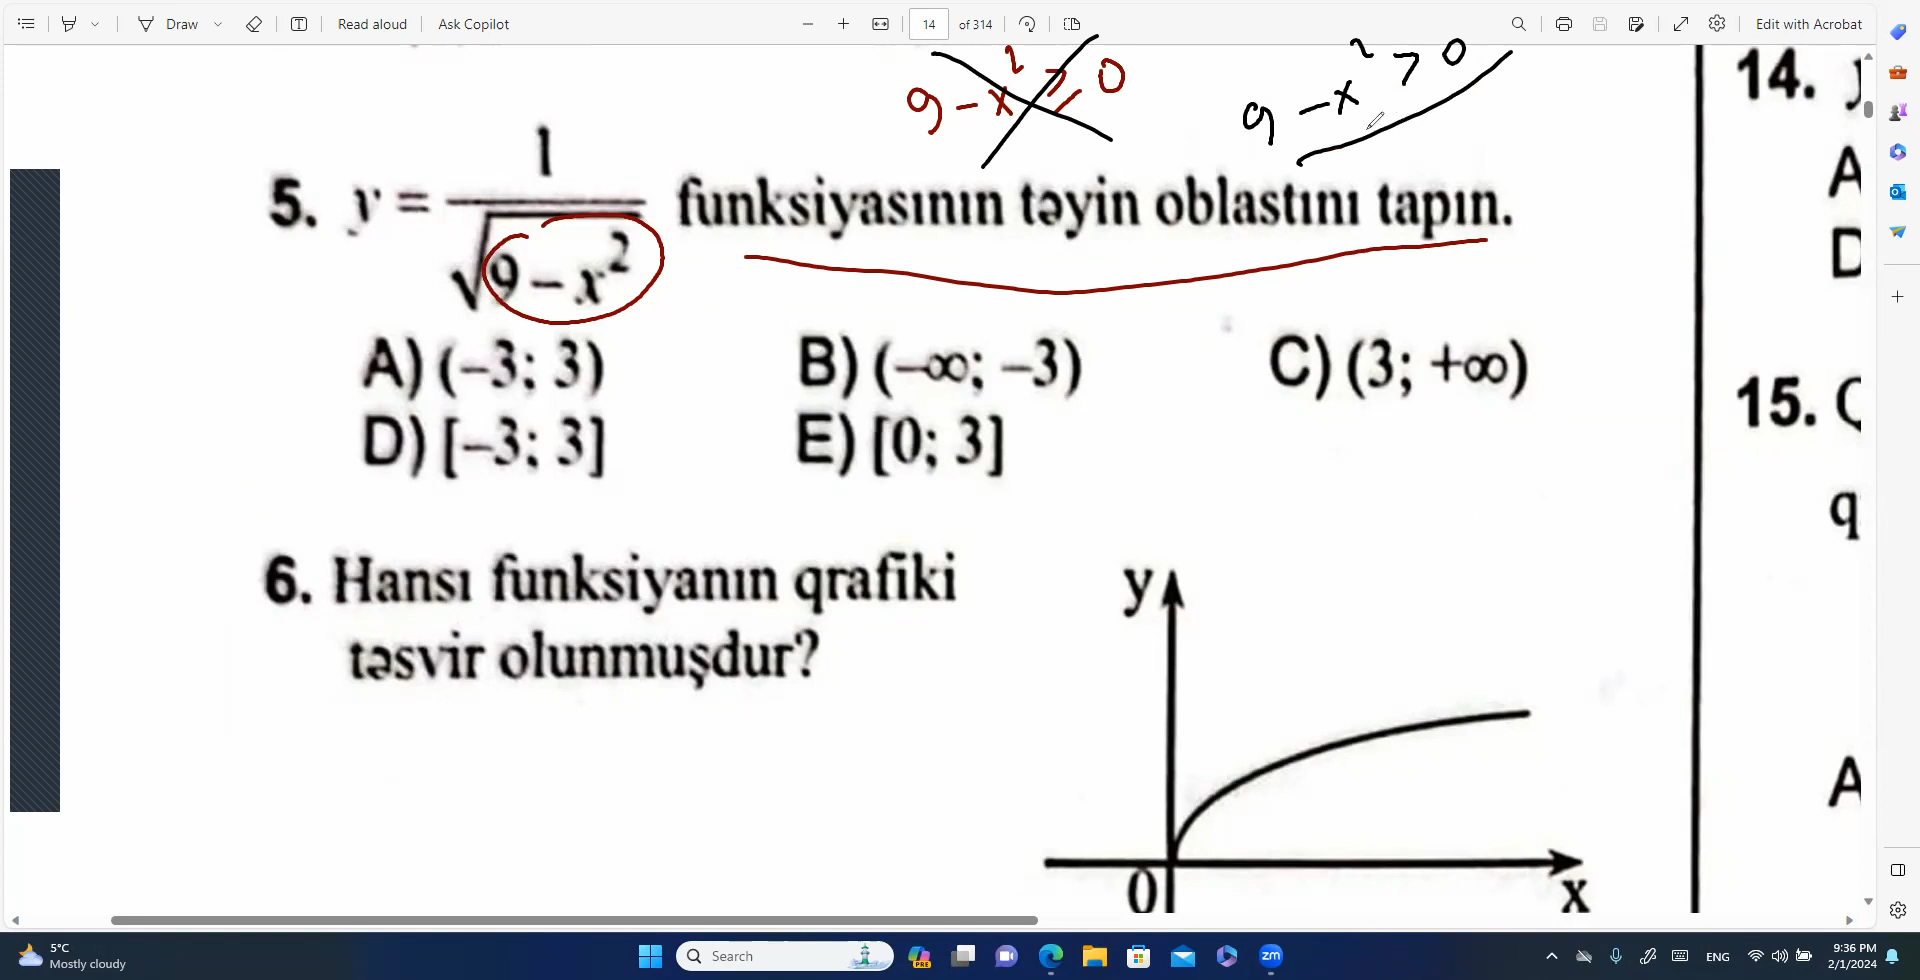 Draw
Read aloud
Ask Copilot
14 of 314
Edit with Acrobat
9 - x² ≥ 0
9 - x² > 0
5. y = 1/√(9 − x²) funksiyasının təyin oblastını tapın.
A) (−3; 3) B) (−∞; −3) C) (3; +∞)
D) [−3; 3] E) [0; 3]
6. Hansı funksiyanın qrafiki
təsvir olunmuşdur?
y
0 x
14.
A
D
15.
q
A
5°C
Mostly cloudy
Search
PRE
zm
ENG
9:36 PM
2/1/2024